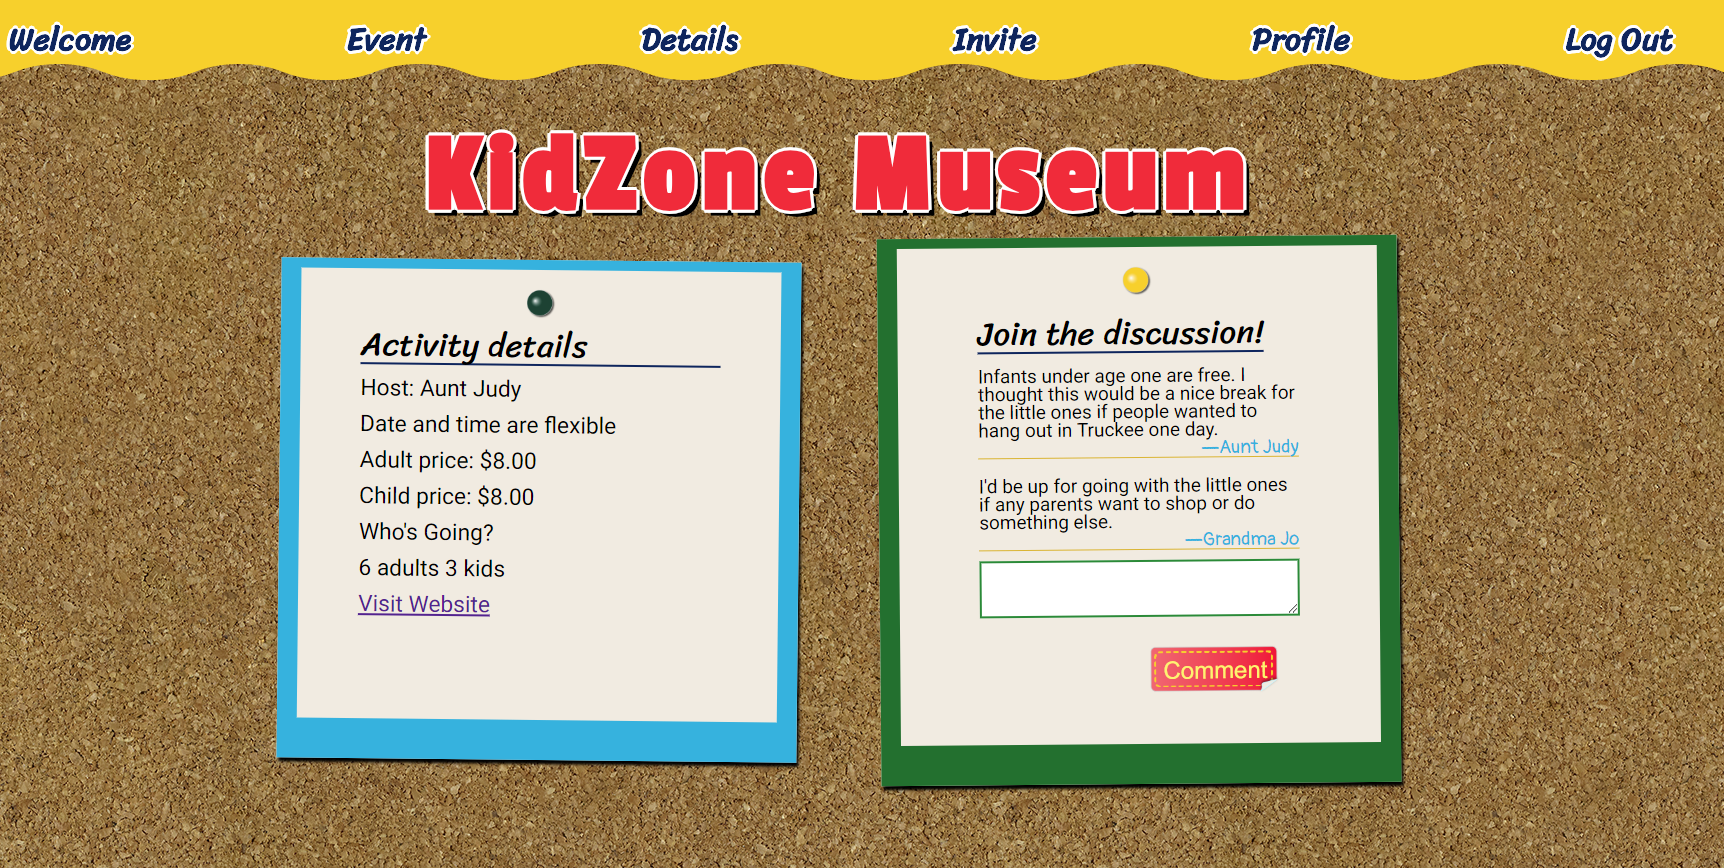 Welcome Event Details Invite Profile Log Out
KidZone Museum
Activity details
Host: Aunt Judy
Date and time are flexible
Adult price: $8.00
Child price: $8.00
Who's Going?
6 adults 3 kids
Visit Website
Join the discussion!
Infants under age one are free. I
thought this would be a nice break for
the little ones if people wanted to
hang out in Truckee one day.
—Aunt Judy
I'd be up for going with the little ones
if any parents want to shop or do
something else.
—Grandma Jo
Comment